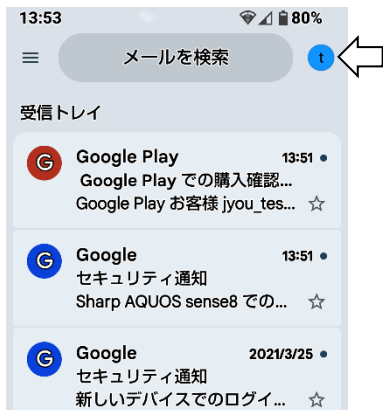 13:53 80%
メールを検索 t
受信トレイ
G Google Play 13:51
Google Play での購入確認...
Google Play お客様 jyou_tes...
G Google 13:51
セキュリティ通知
Sharp AQUOS sense8 での...
G Google 2021/3/25
セキュリティ通知
新しいデバイスでのログイ...